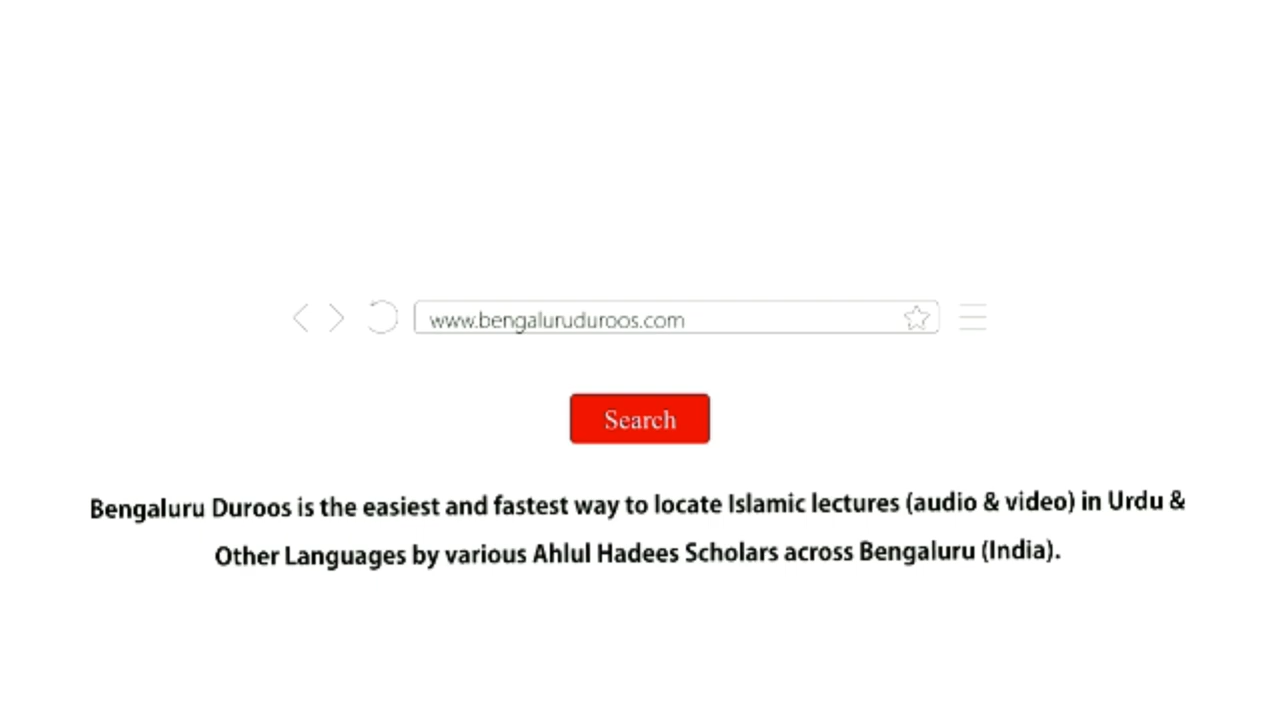 www.bengaluruduroos.com
Search
Bengaluru Duroos is the easiest and fastest way to locate Islamic lectures (audio & video) in Urdu &
Other Languages by various Ahlul Hadees Scholars across Bengaluru (India).